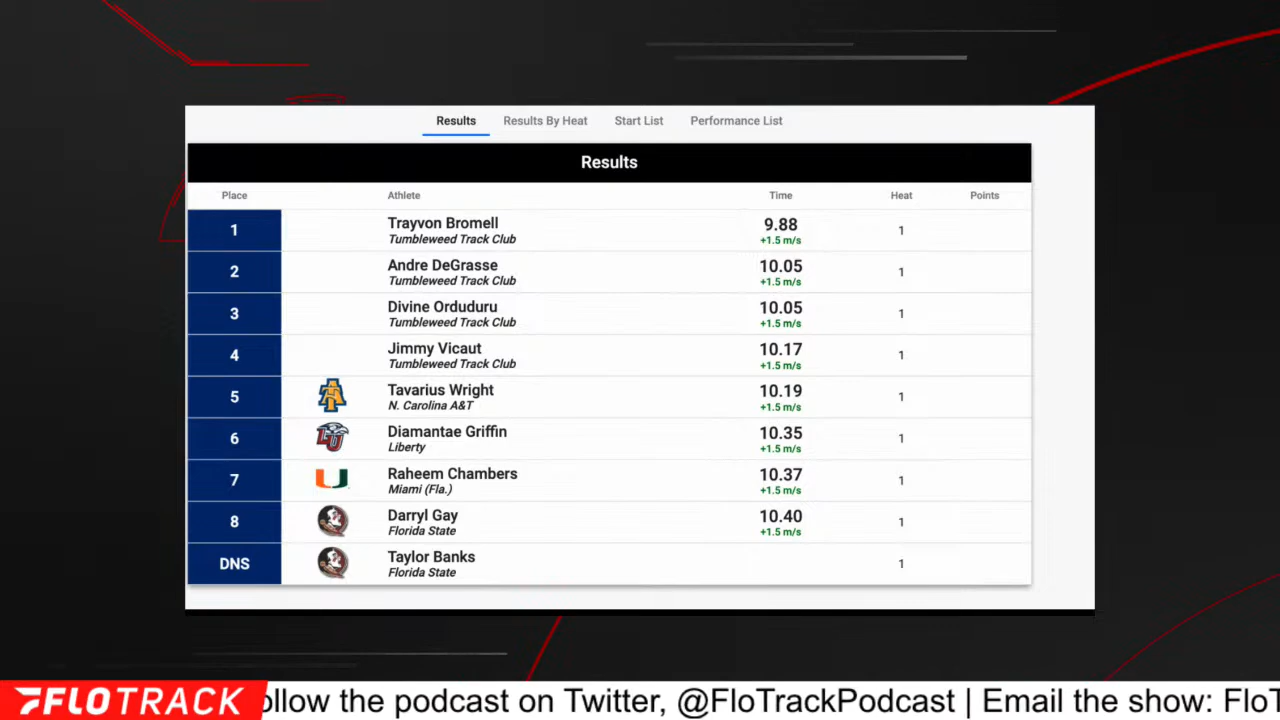 Results Results By Heat Start List Performance List
Results
Place Athlete Time Heat Points
1 Trayvon Bromell 9.88 1
Tumbleweed Track Club +1.5 m/s
2 Andre DeGrasse 10.05 1
Tumbleweed Track Club +1.5 m/s
3 Divine Orduduru 10.05 1
Tumbleweed Track Club +1.5 m/s
4 Jimmy Vicaut 10.17 1
Tumbleweed Track Club +1.5 m/s
5 Tavarius Wright 10.19 1
N. Carolina A&T +1.5 m/s
6 Diamantae Griffin 10.35 1
Liberty +1.5 m/s
7 Raheem Chambers 10.37 1
Miami (Fla.) +1.5 m/s
8 Darryl Gay 10.40 1
Florida State +1.5 m/s
DNS Taylor Banks 1
Florida State
FLOTRACK ollow the podcast on Twitter, @FloTrackPodcast | Email the show: FloT